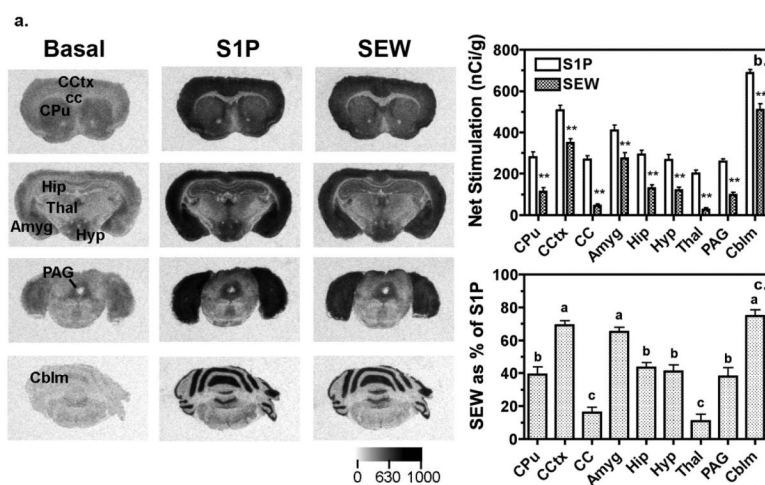 a.
Basal S1P SEW
CCtx
cc
CPu
Hip
Thal
Amyg
Hyp
PAG
Cblm
0 630 1000
b.
Net Stimulation (nCi/g)
800
600
400
200
0
S1P
SEW
** ** ** ** ** ** ** ** **
CPu CCtx CC Amyg Hip Hyp Thal PAG Cblm
c.
SEW as % of S1P
100
80
60
40
20
0
b a c a b b c b a
CPu CCtx CC Amyg Hip Hyp Thal PAG Cblm